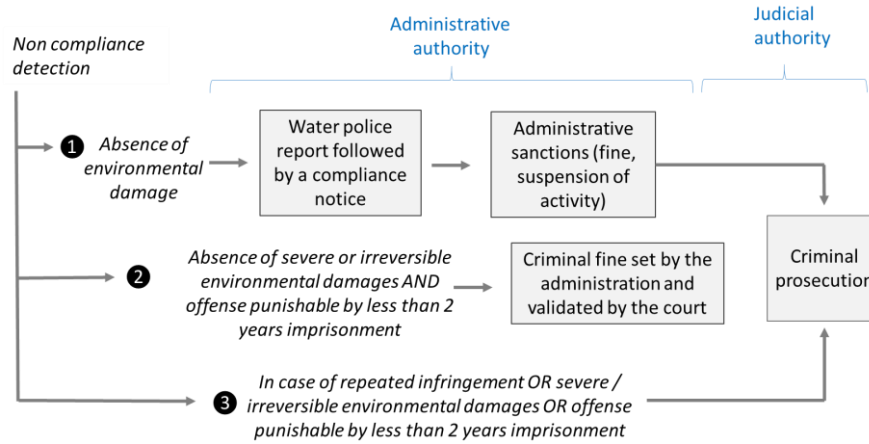 Administrative
authority
Judicial
authority
Non compliance
detection
1
Absence of
environmental
damage
Water police
report followed
by a compliance
notice
Administrative
sanctions (fine,
suspension of
activity)
2
Absence of severe or irreversible
environmental damages AND
offense punishable by less than 2
years imprisonment
Criminal fine set by the
administration and
validated by the court
Criminal
prosecution
3
In case of repeated infringement OR severe /
irreversible environmental damages OR offense
punishable by less than 2 years imprisonment